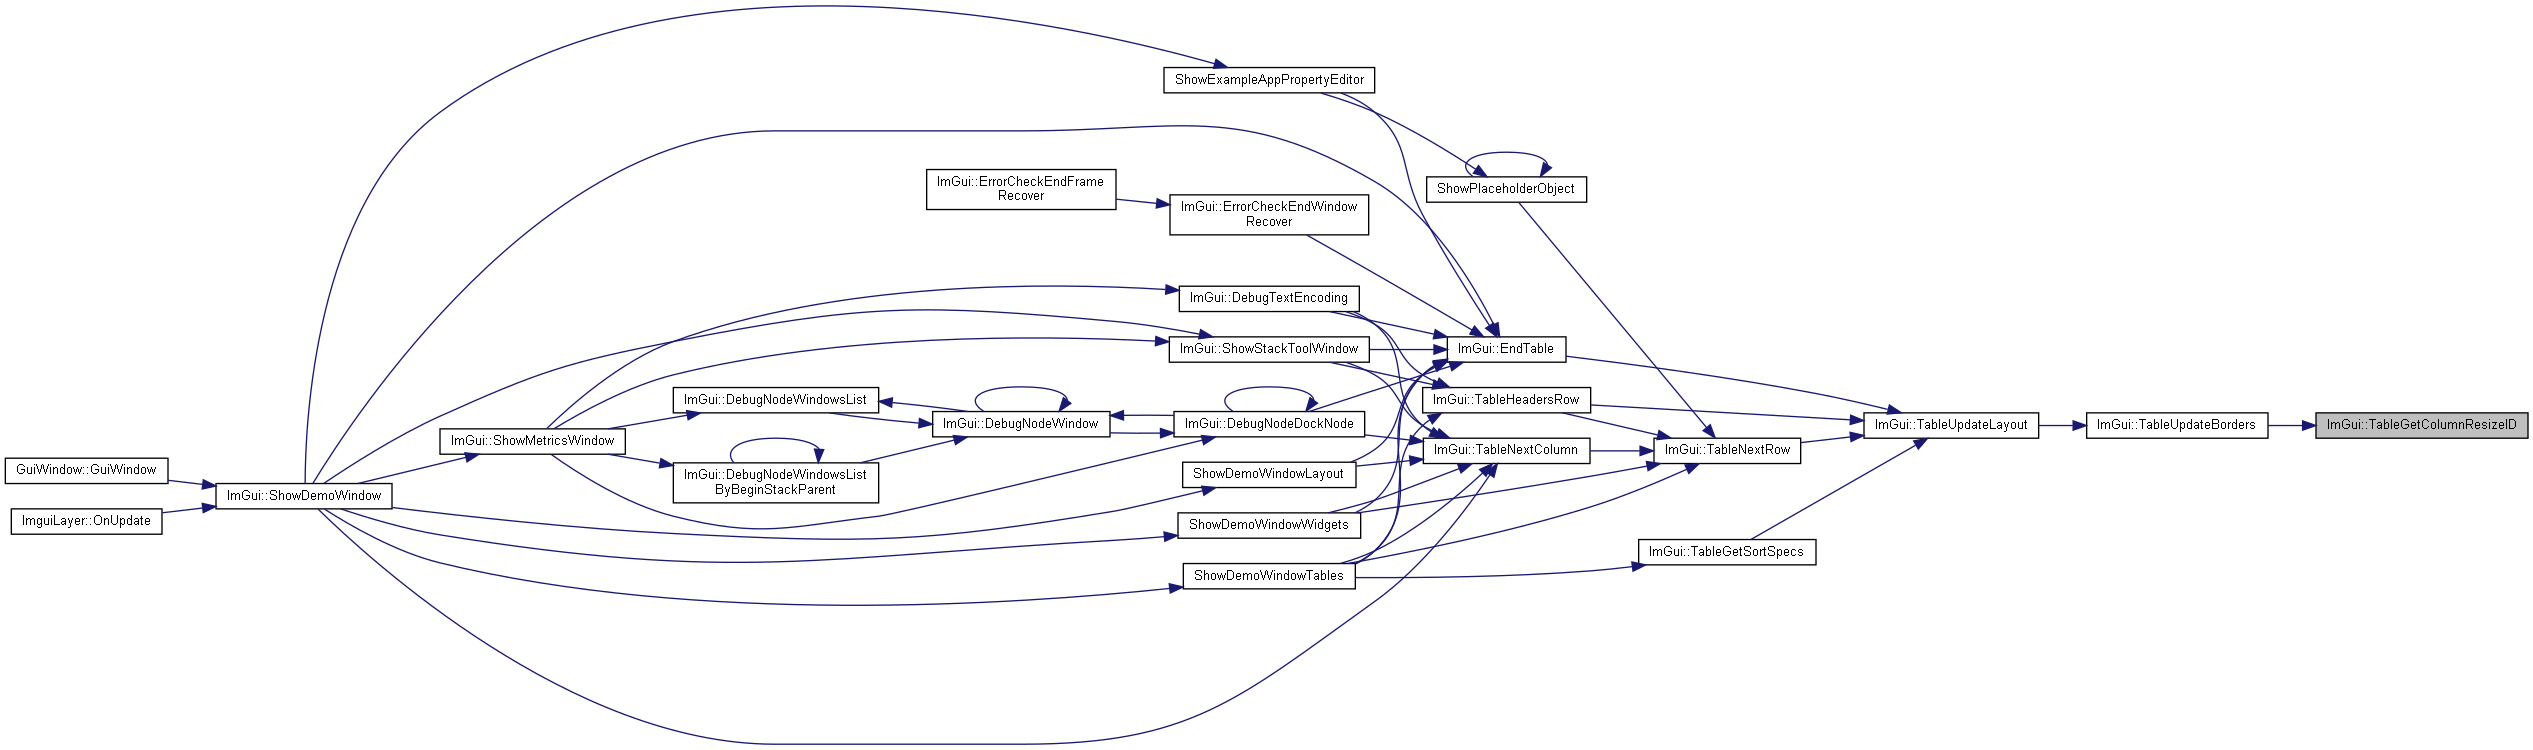 ShowExampleAppPropertyEditor
ImGui::ErrorCheckEndFrame
Recover
ShowPlaceholderObject
ImGui::ErrorCheckEndWindow
Recover
ImGui::DebugTextEncoding
ImGui::ShowStackToolWindow
ImGui::EndTable
ImGui::DebugNodeWindowsList
ImGui::TableHeadersRow
ImGui::DebugNodeWindow
ImGui::DebugNodeDockNode
ImGui::TableUpdateLayout
ImGui::TableUpdateBorders
ImGui::TableGetColumnResizeID
ImGui::ShowMetricsWindow
ImGui::TableNextColumn
ImGui::TableNextRow
GuiWindow::GuiWindow
ImGui::DebugNodeWindowsList
ByBeginStackParent
ShowDemoWindowLayout
ImGui::ShowDemoWindow
ImguiLayer::OnUpdate
ShowDemoWindowWidgets
ImGui::TableGetSortSpecs
ShowDemoWindowTables